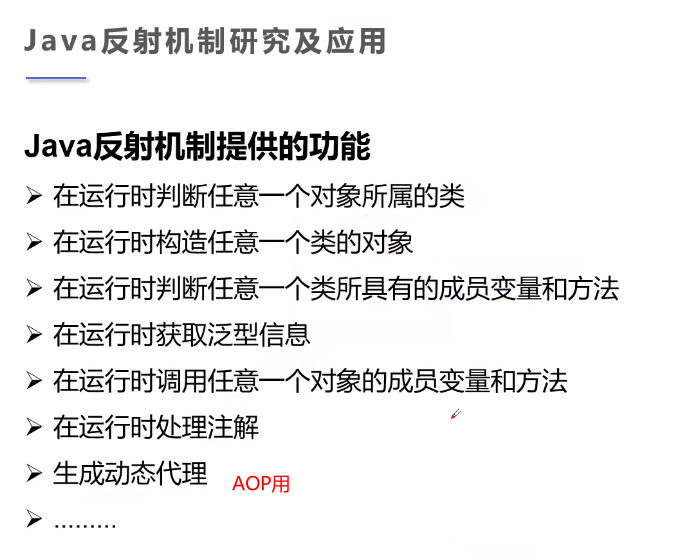 Java反射机制研究及应用
Java反射机制提供的功能
➢ 在运行时判断任意一个对象所属的类
➢ 在运行时构造任意一个类的对象
➢ 在运行时判断任意一个类所具有的成员变量和方法
➢ 在运行时获取泛型信息
➢ 在运行时调用任意一个对象的成员变量和方法
➢ 在运行时处理注解
➢ 生成动态代理 AOP用
➢ ………